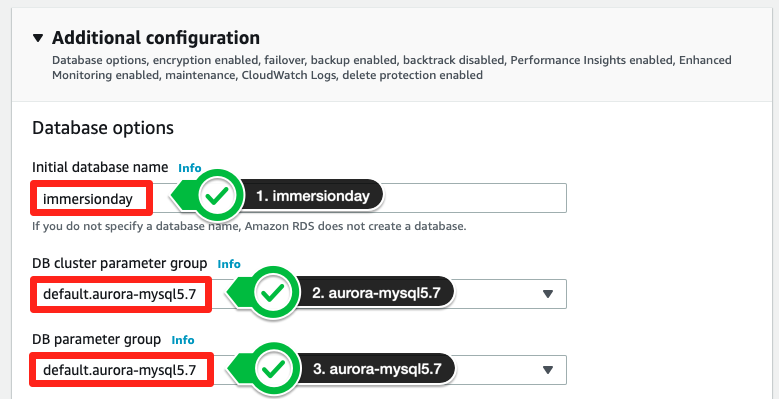 Additional configuration
Database options, encryption enabled, failover, backup enabled, backtrack disabled, Performance Insights enabled, Enhanced
Monitoring enabled, maintenance, CloudWatch Logs, delete protection enabled
Database options
Initial database name Info
immersionday 1. immersionday
If you do not specify a database name, Amazon RDS does not create a database.
DB cluster parameter group Info
default.aurora-mysql5.7 2. aurora-mysql5.7
DB parameter group Info
default.aurora-mysql5.7 3. aurora-mysql5.7